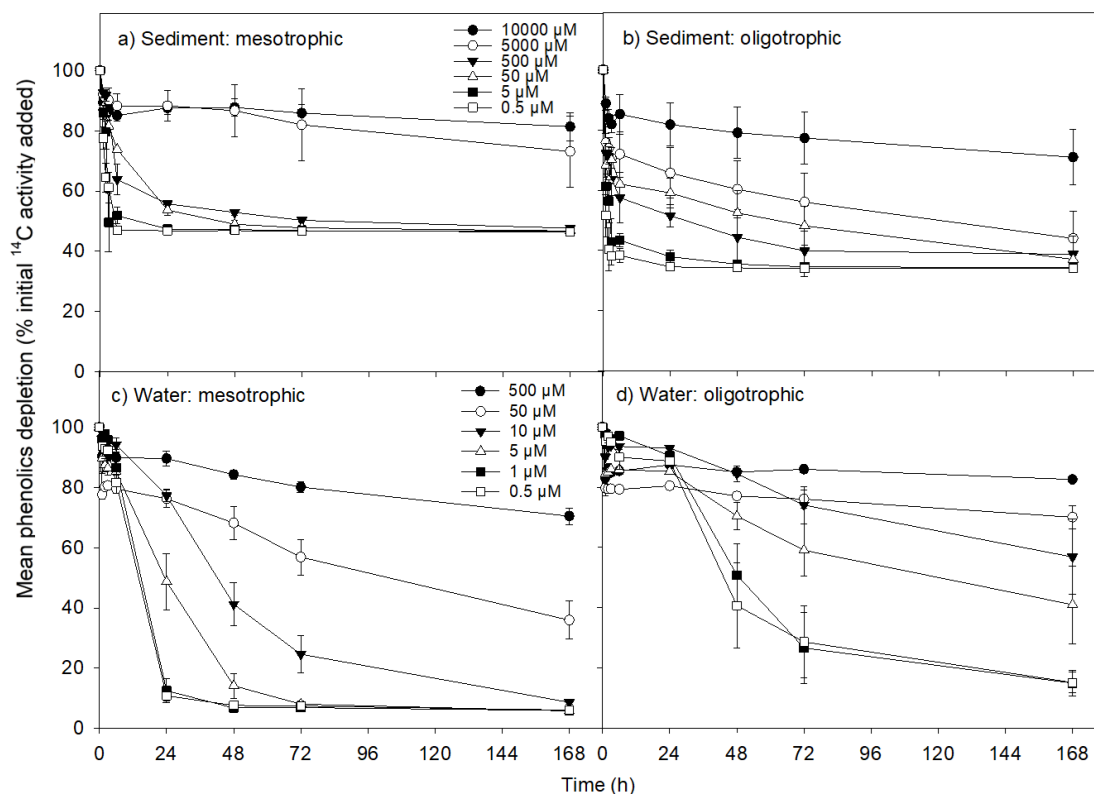 Mean phenolics depletion (% initial ¹⁴C activity added)
a) Sediment: mesotrophic
10000 µM
5000 µM
500 µM
50 µM
5 µM
0.5 µM
b) Sediment: oligotrophic
100
80
60
40
20
0
c) Water: mesotrophic
500 µM
50 µM
10 µM
5 µM
1 µM
0.5 µM
d) Water: oligotrophic
100
80
60
40
20
0
0 24 48 72 96 120 144 168
0 24 48 72 96 120 144 168
Time (h)